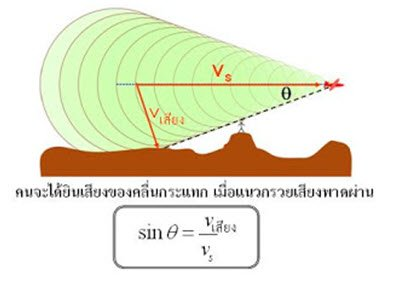 Vs
θ
Vเสียง
คนจะได้ยินเสียงของคลื่นกระแทก เมื่อแนวกรวยเสียงพาดผ่าน
sin θ = vเสียง / vs